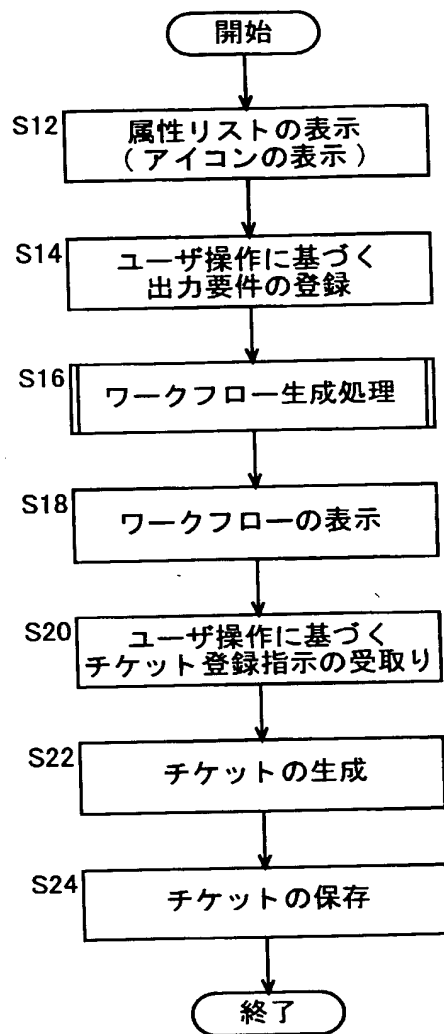 開始
S12
属性リストの表示
(アイコンの表示)
S14
ユーザ操作に基づく
出力要件の登録
S16
ワークフロー生成処理
S18
ワークフローの表示
S20
ユーザ操作に基づく
チケット登録指示の受取り
S22
チケットの生成
S24
チケットの保存
終了